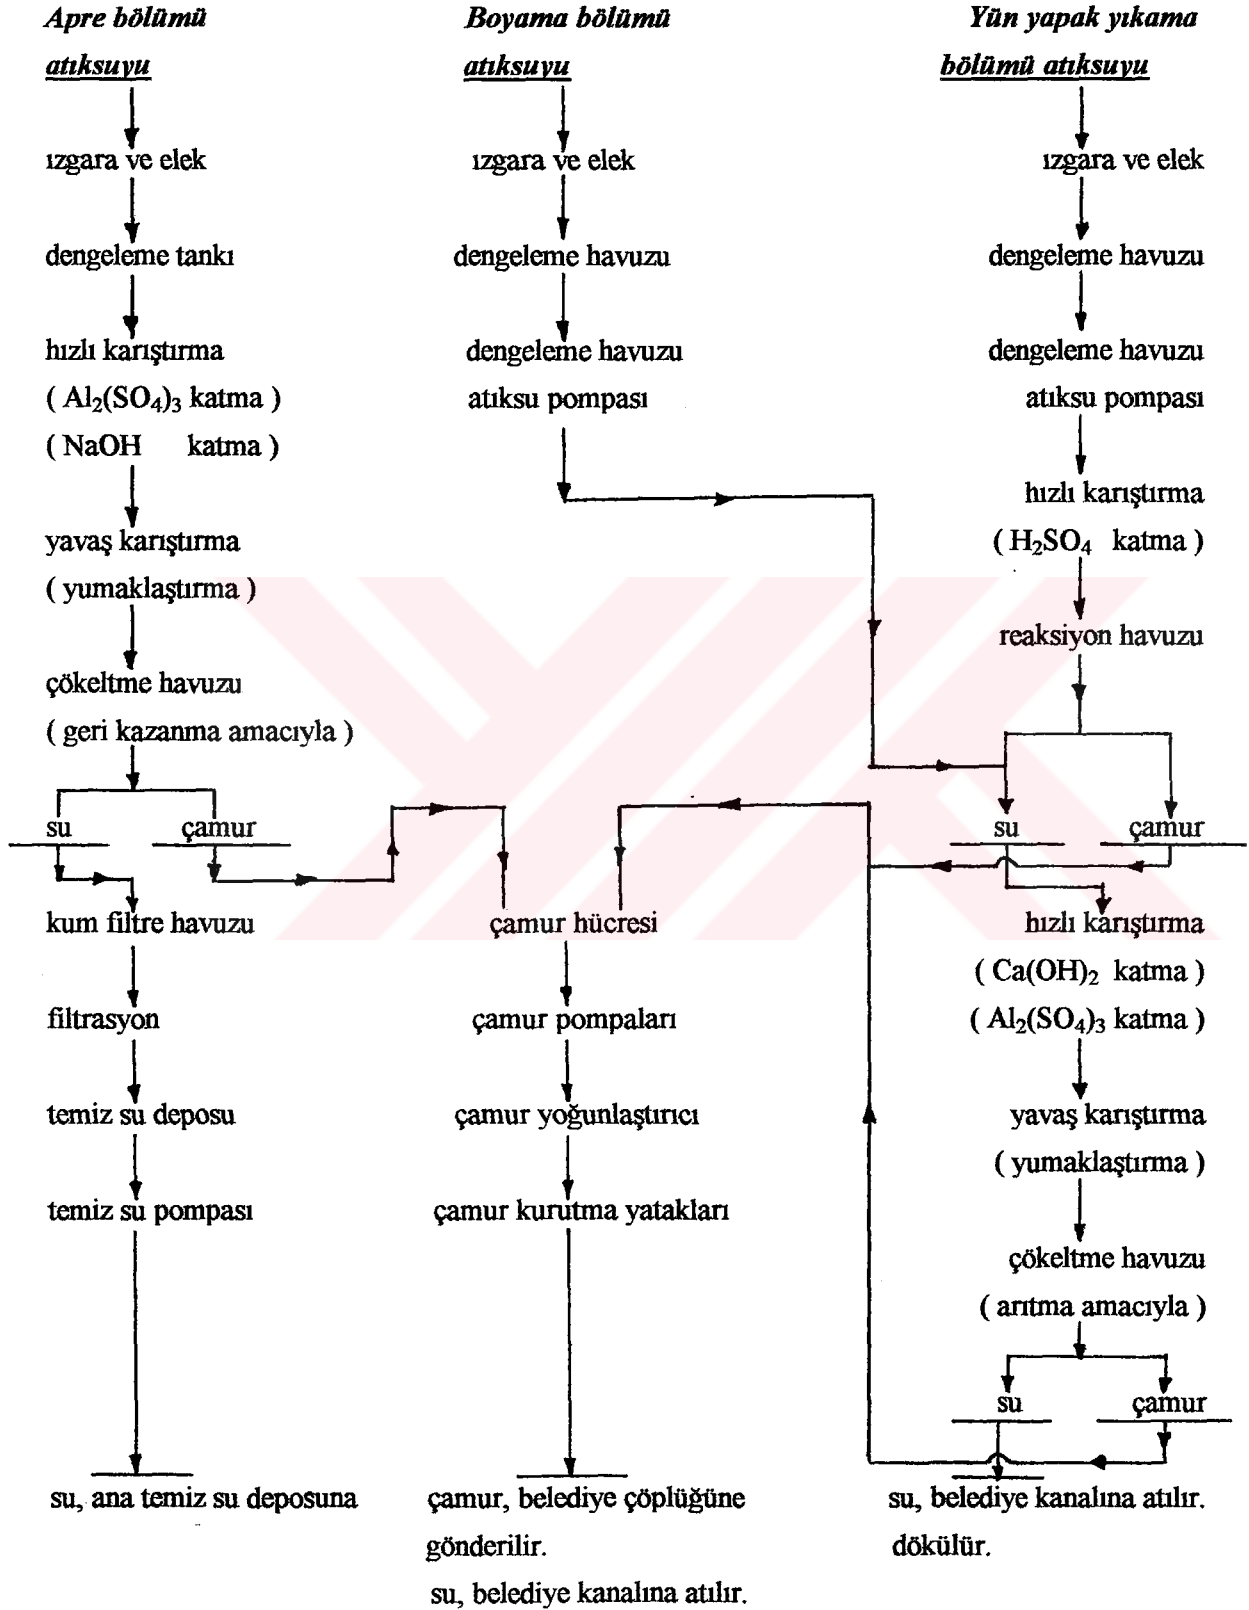 Apre bölümü
atıksuyu
ızgara ve elek
dengeleme tankı
hızlı karıştırma
( Al₂(SO₄)₃ katma )
( NaOH katma )
yavaş karıştırma
( yumaklaştırma )
çökeltme havuzu
( geri kazanma amacıyla )
su
çamur
kum filtre havuzu
filtrasyon
temiz su deposu
temiz su pompası
su, ana temiz su deposuna
Boyama bölümü
atıksuyu
ızgara ve elek
dengeleme havuzu
dengeleme havuzu
atıksu pompası
çamur hücresi
çamur pompaları
çamur yoğunlaştırıcı
çamur kurutma yatakları
çamur, belediye çöplüğüne
gönderilir.
su, belediye kanalına atılır.
Yün yapak yıkama
bölümü atıksuyu
ızgara ve elek
dengeleme havuzu
dengeleme havuzu
atıksu pompası
hızlı karıştırma
( H₂SO₄ katma )
reaksiyon havuzu
su
çamur
hızlı karıştırma
( Ca(OH)₂ katma )
( Al₂(SO₄)₃ katma )
yavaş karıştırma
( yumaklaştırma )
çökeltme havuzu
( arıtma amacıyla )
su
çamur
su, belediye kanalına atılır.
dökülür.